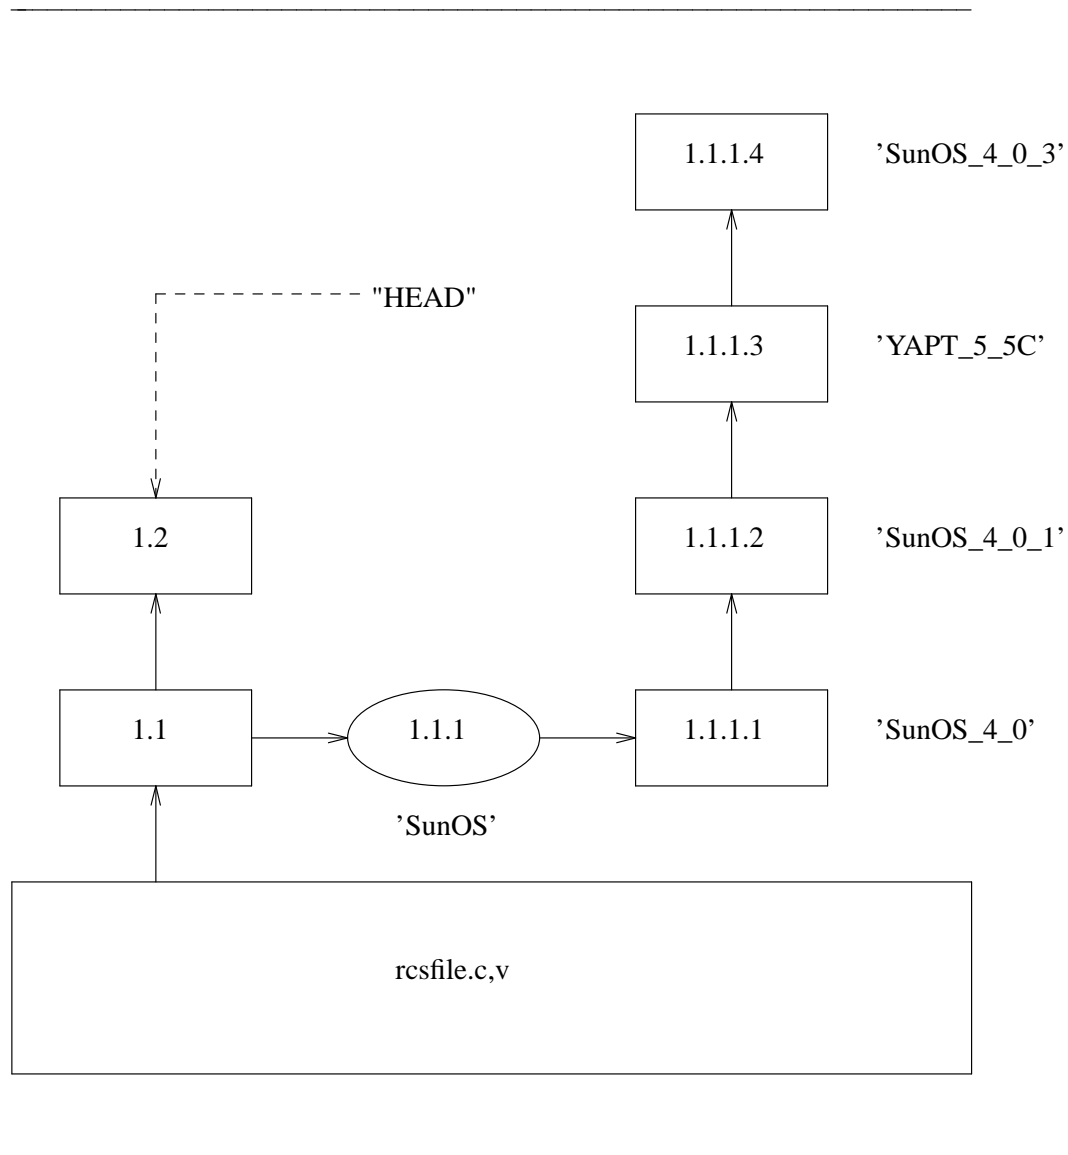 1.1.1.4 ’SunOS_4_0_3’
"HEAD"
1.1.1.3 ’YAPT_5_5C’
1.2 1.1.1.2 ’SunOS_4_0_1’
1.1 1.1.1 1.1.1.1 ’SunOS_4_0’
’SunOS’
rcsfile.c,v